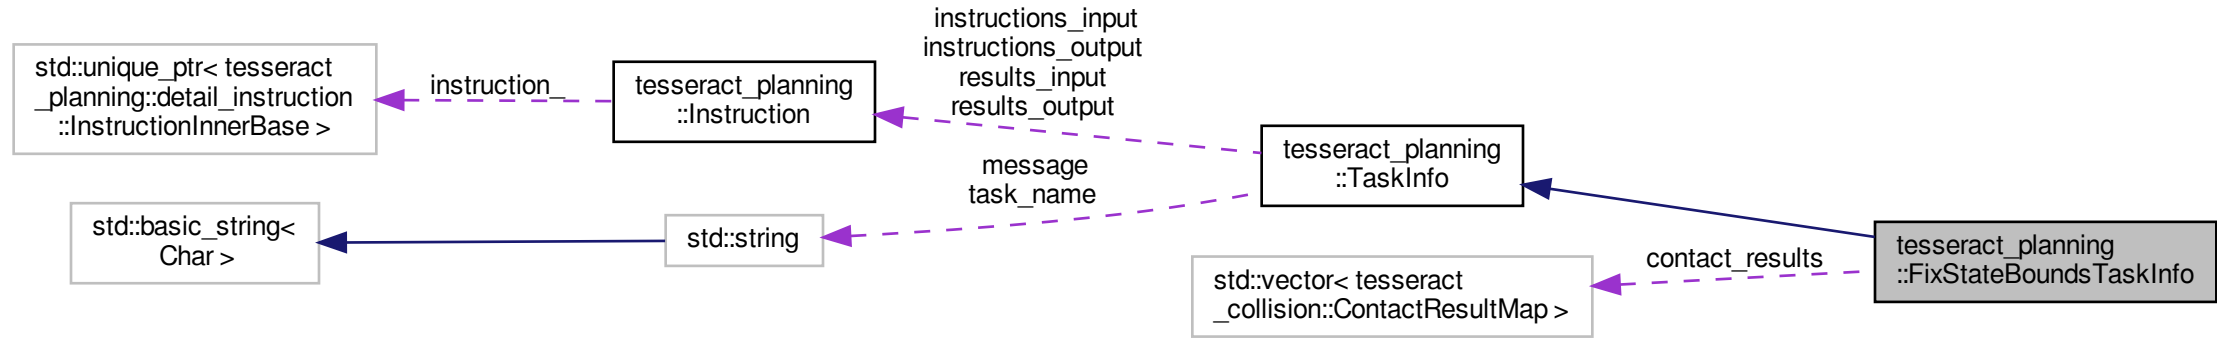 std::unique_ptr< tesseract
_planning::detail_instruction
::InstructionInnerBase >
instruction_
tesseract_planning
::Instruction
instructions_input
instructions_output
results_input
results_output
std::basic_string<
Char >
std::string
message
task_name
tesseract_planning
::TaskInfo
std::vector< tesseract
_collision::ContactResultMap >
contact_results
tesseract_planning
::FixStateBoundsTaskInfo